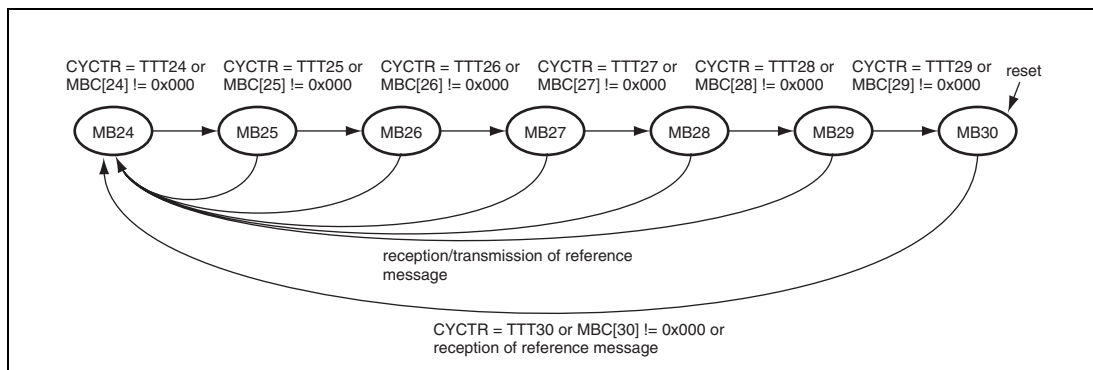 CYCTR = TTT24 or
MBC[24] != 0x000
CYCTR = TTT25 or
MBC[25] != 0x000
CYCTR = TTT26 or
MBC[26] != 0x000
CYCTR = TTT27 or
MBC[27] != 0x000
CYCTR = TTT28 or
MBC[28] != 0x000
CYCTR = TTT29 or
MBC[29] != 0x000
reset
MB24
MB25
MB26
MB27
MB28
MB29
MB30
reception/transmission of reference
message
CYCTR = TTT30 or MBC[30] != 0x000 or
reception of reference message